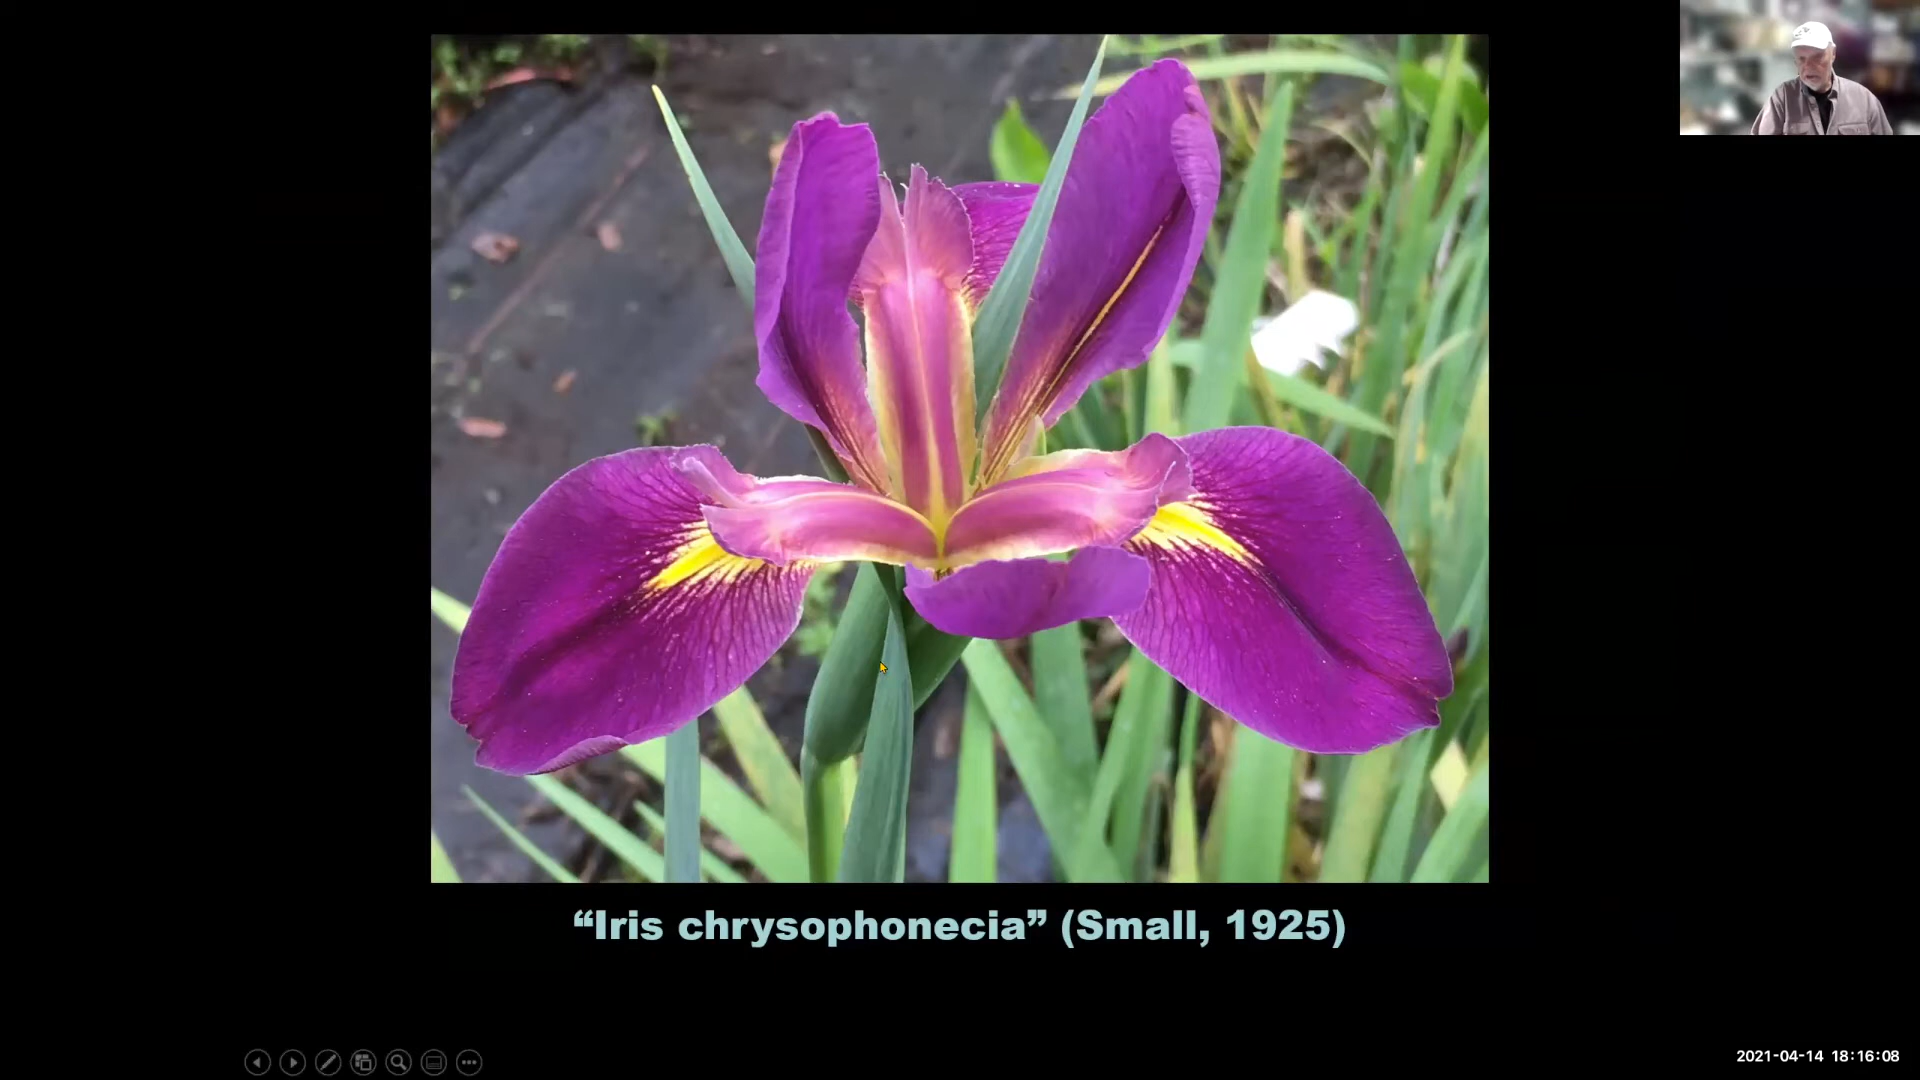 “Iris chrysophonecia” (Small, 1925)
2021-04-14 18:16:08